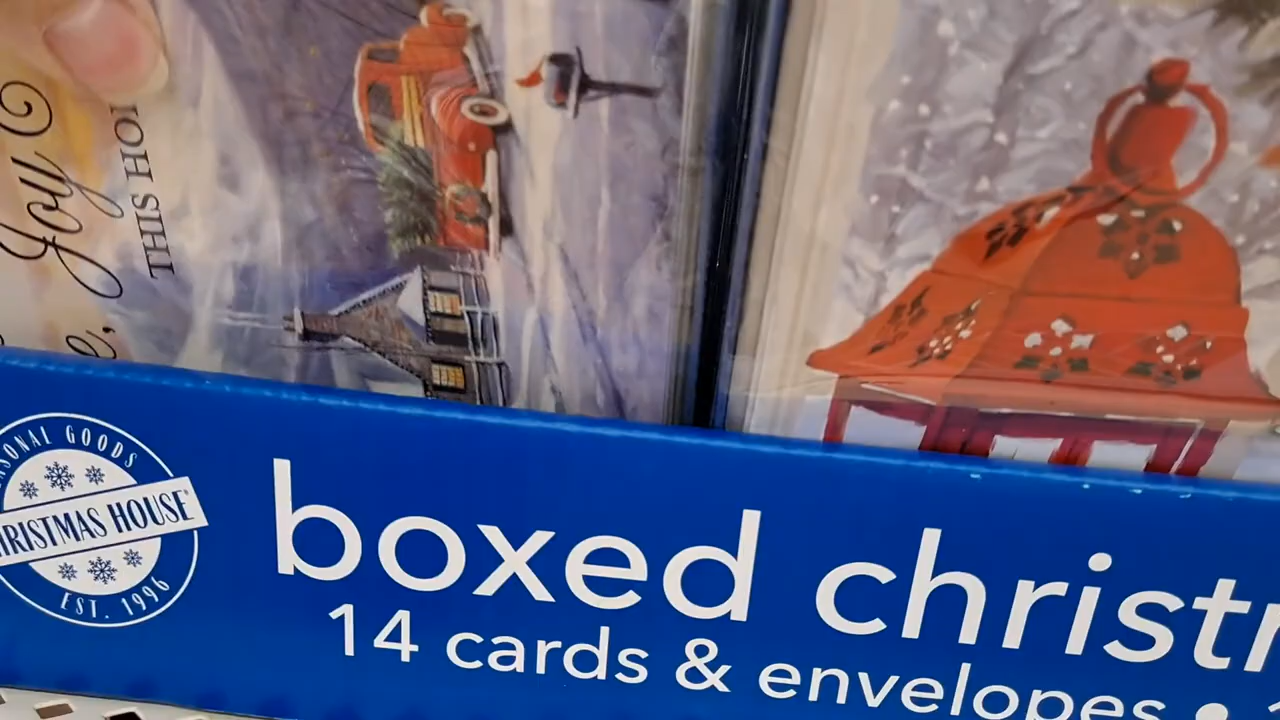 Joy
THIS HO
SONAL GOODS
CHRISTMAS HOUSE
EST. 1996
boxed christ
14 cards & envelopes •